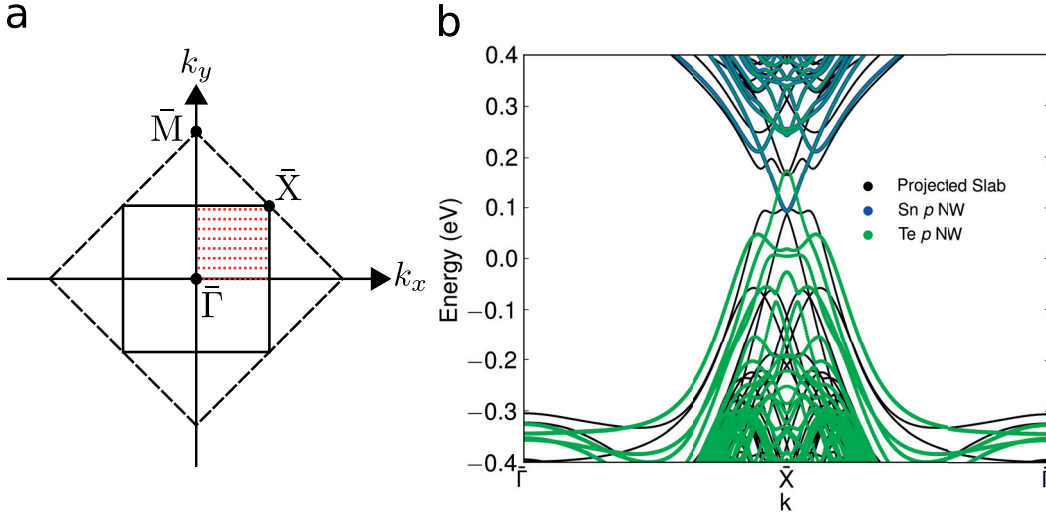 a
k_y
M̄
X̄
Γ̄
k_x
b
0.4
0.3
0.2
0.1
0.0
−0.1
−0.2
−0.3
−0.4
Energy (eV)
Projected Slab
Sn p NW
Te p NW
Γ̄
X̄
Γ̄
k